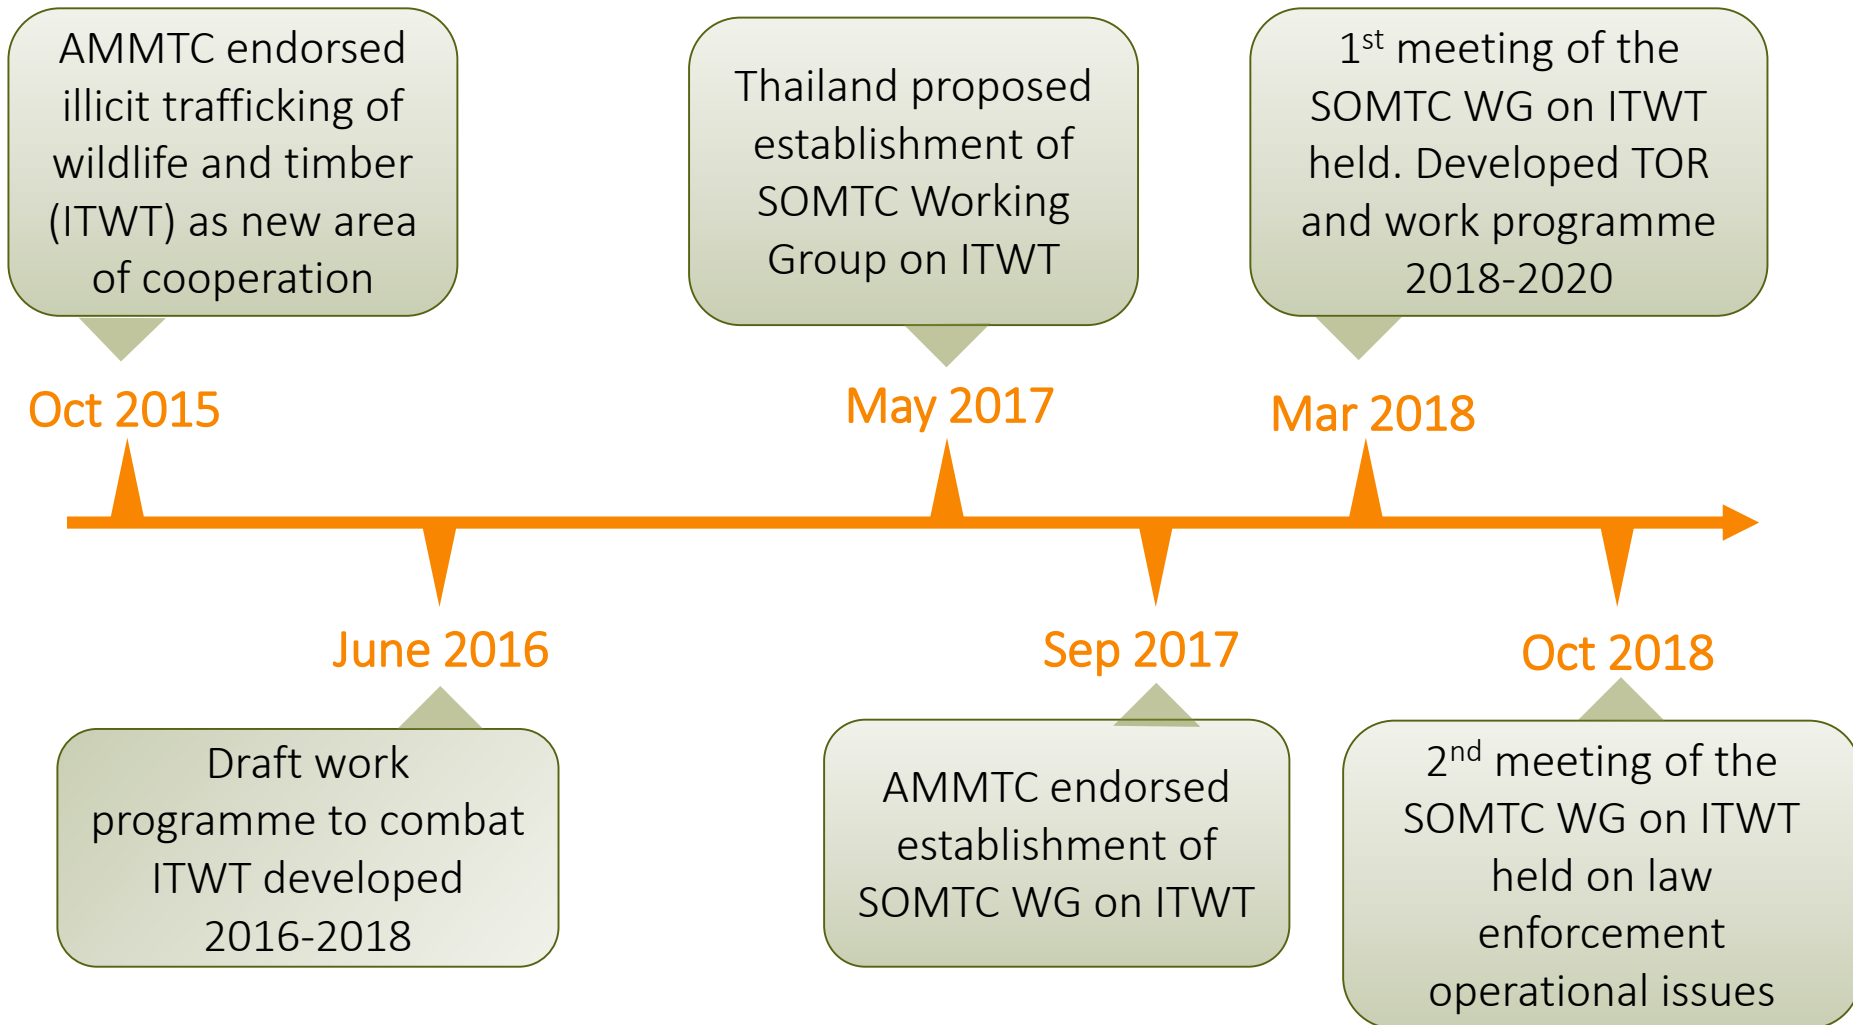 AMMTC endorsed
illicit trafficking of
wildlife and timber
(ITWT) as new area
of cooperation
Thailand proposed
establishment of
SOMTC Working
Group on ITWT
1st meeting of the
SOMTC WG on ITWT
held. Developed TOR
and work programme
2018-2020
Oct 2015
May 2017
Mar 2018
June 2016
Sep 2017
Oct 2018
Draft work
programme to combat
ITWT developed
2016-2018
AMMTC endorsed
establishment of
SOMTC WG on ITWT
2nd meeting of the
SOMTC WG on ITWT
held on law
enforcement
operational issues